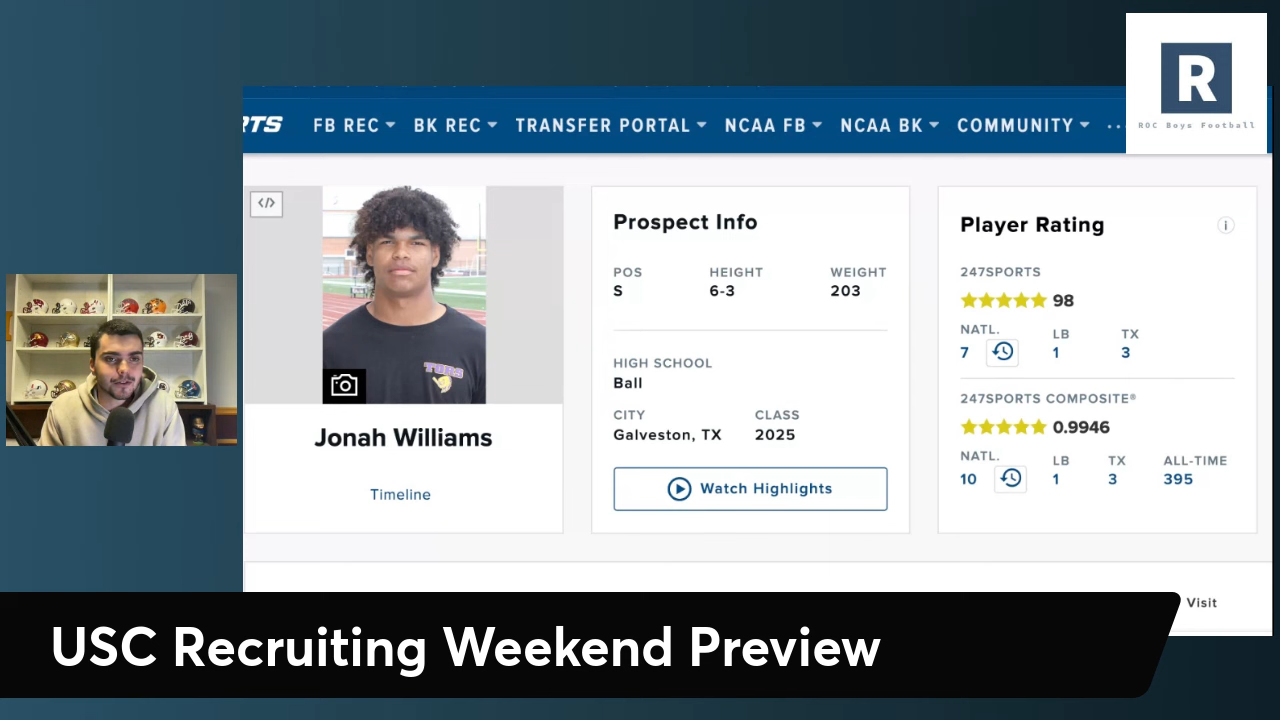 RTS FB REC BK REC TRANSFER PORTAL NCAA FB NCAA BK COMMUNITY ...
R
ROC Boys Football
</>
Jonah Williams
Timeline
Prospect Info
POS HEIGHT WEIGHT
S 6-3 203
HIGH SCHOOL
Ball
CITY CLASS
Galveston, TX 2025
Watch Highlights
Player Rating
i
247SPORTS
98
NATL. LB TX
7 1 3
247SPORTS COMPOSITE®
0.9946
NATL. LB TX ALL-TIME
10 1 3 395
TORS
Visit
USC Recruiting Weekend Preview